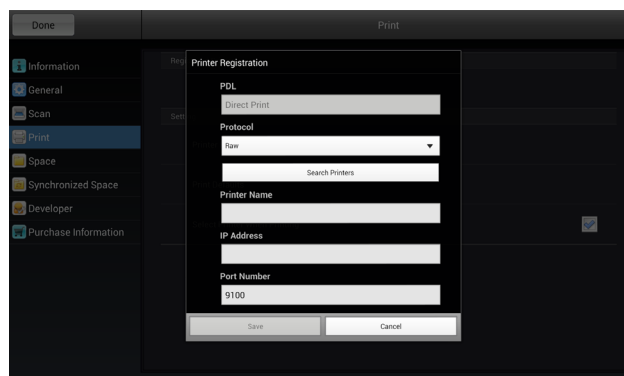 Done
Print
Information
General
Scan
Print
Space
Synchronized Space
Developer
Purchase Information
Printer Registration
PDL
Direct Print
Protocol
Raw
Search Printers
Printer Name
IP Address
Port Number
9100
Save
Cancel